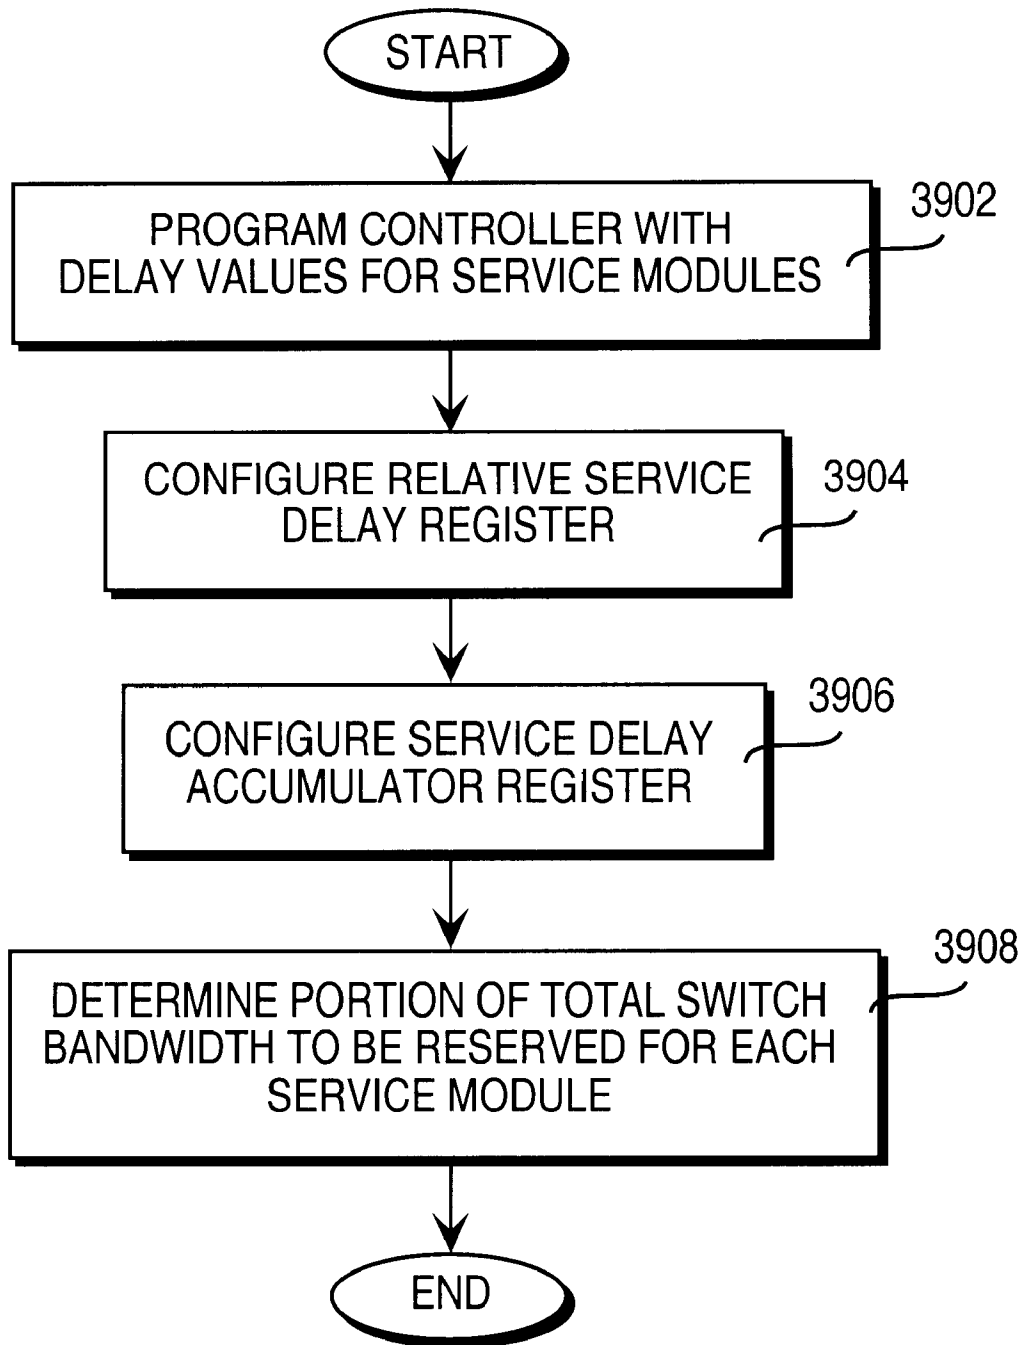 START
PROGRAM CONTROLLER WITH
DELAY VALUES FOR SERVICE MODULES
3902
CONFIGURE RELATIVE SERVICE
DELAY REGISTER
3904
CONFIGURE SERVICE DELAY
ACCUMULATOR REGISTER
3906
DETERMINE PORTION OF TOTAL SWITCH
BANDWIDTH TO BE RESERVED FOR EACH
SERVICE MODULE
3908
END